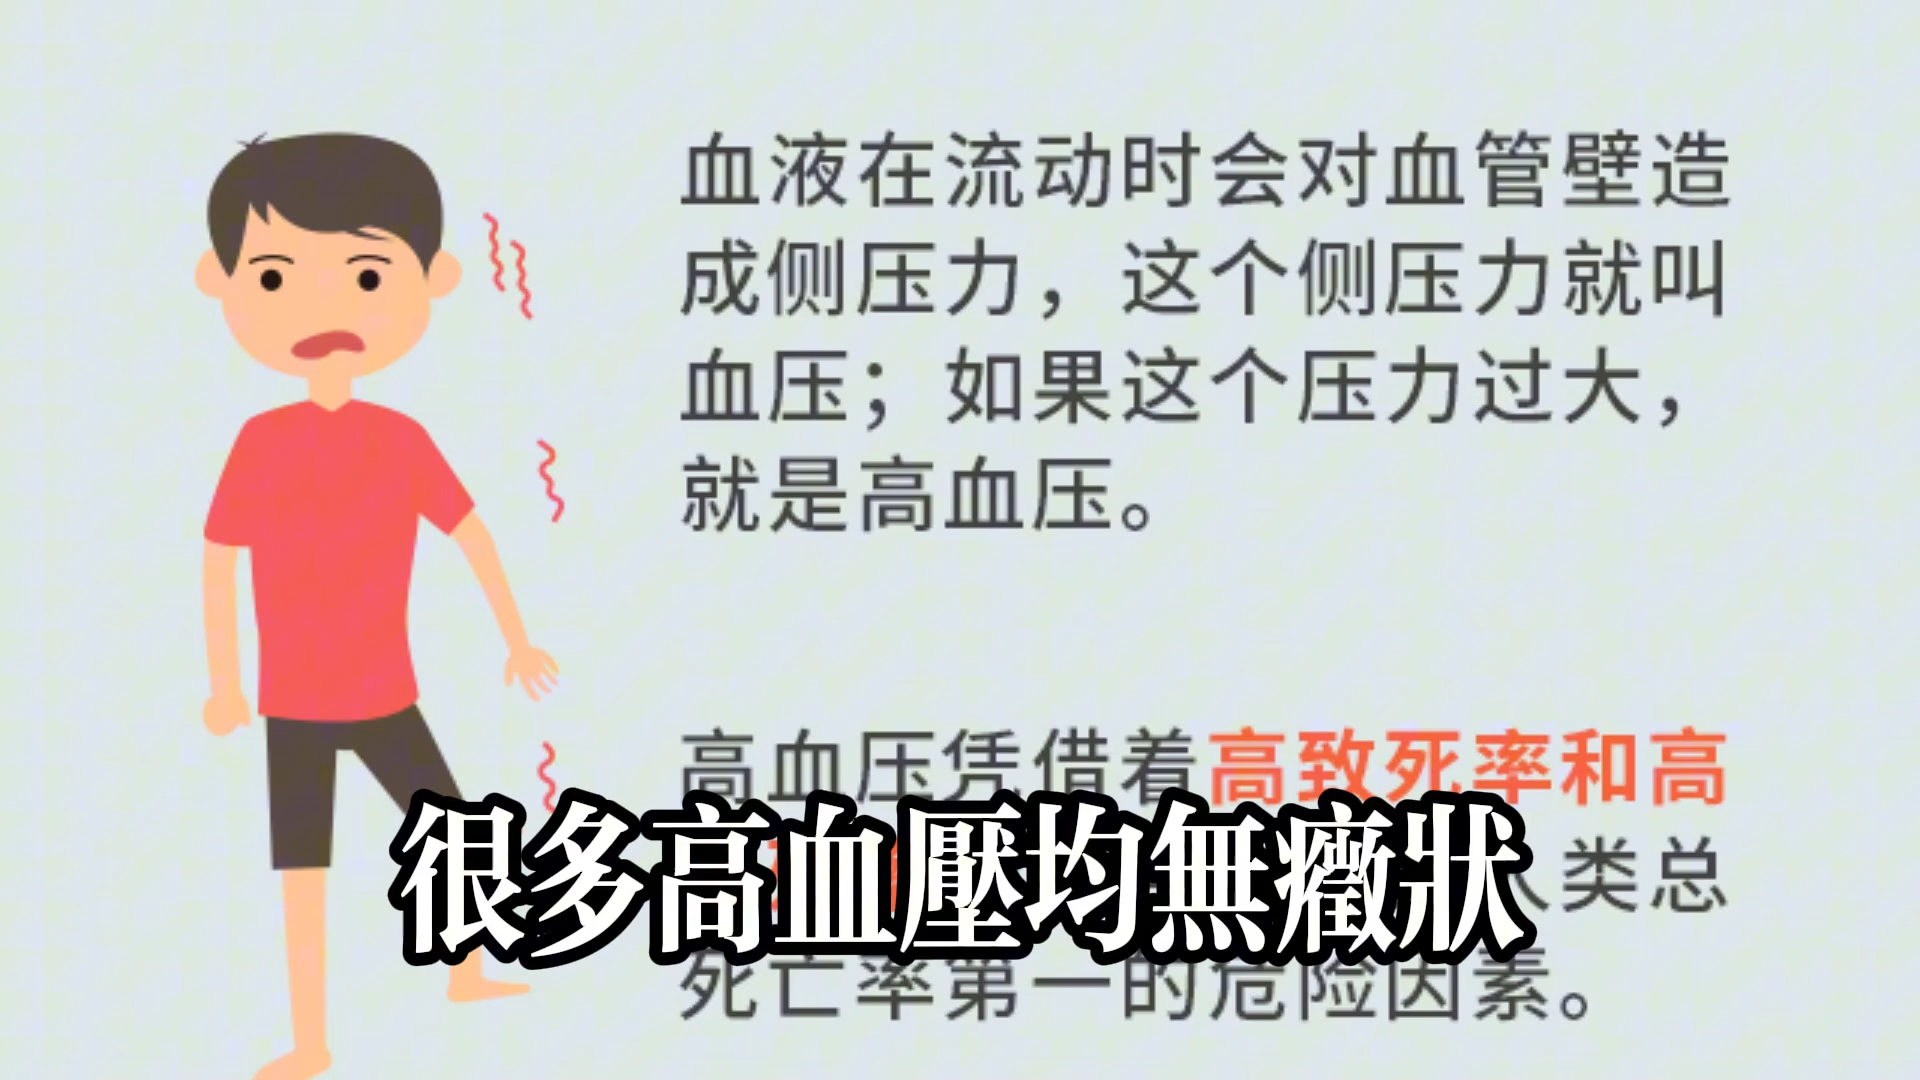 血液在流动时会对血管壁造
成侧压力，这个侧压力就叫
血压；如果这个压力过大，
就是高血压。
高血压凭借着高致死率和高
类总
死亡率第一的危险因素。
很多高血壓均無癥狀